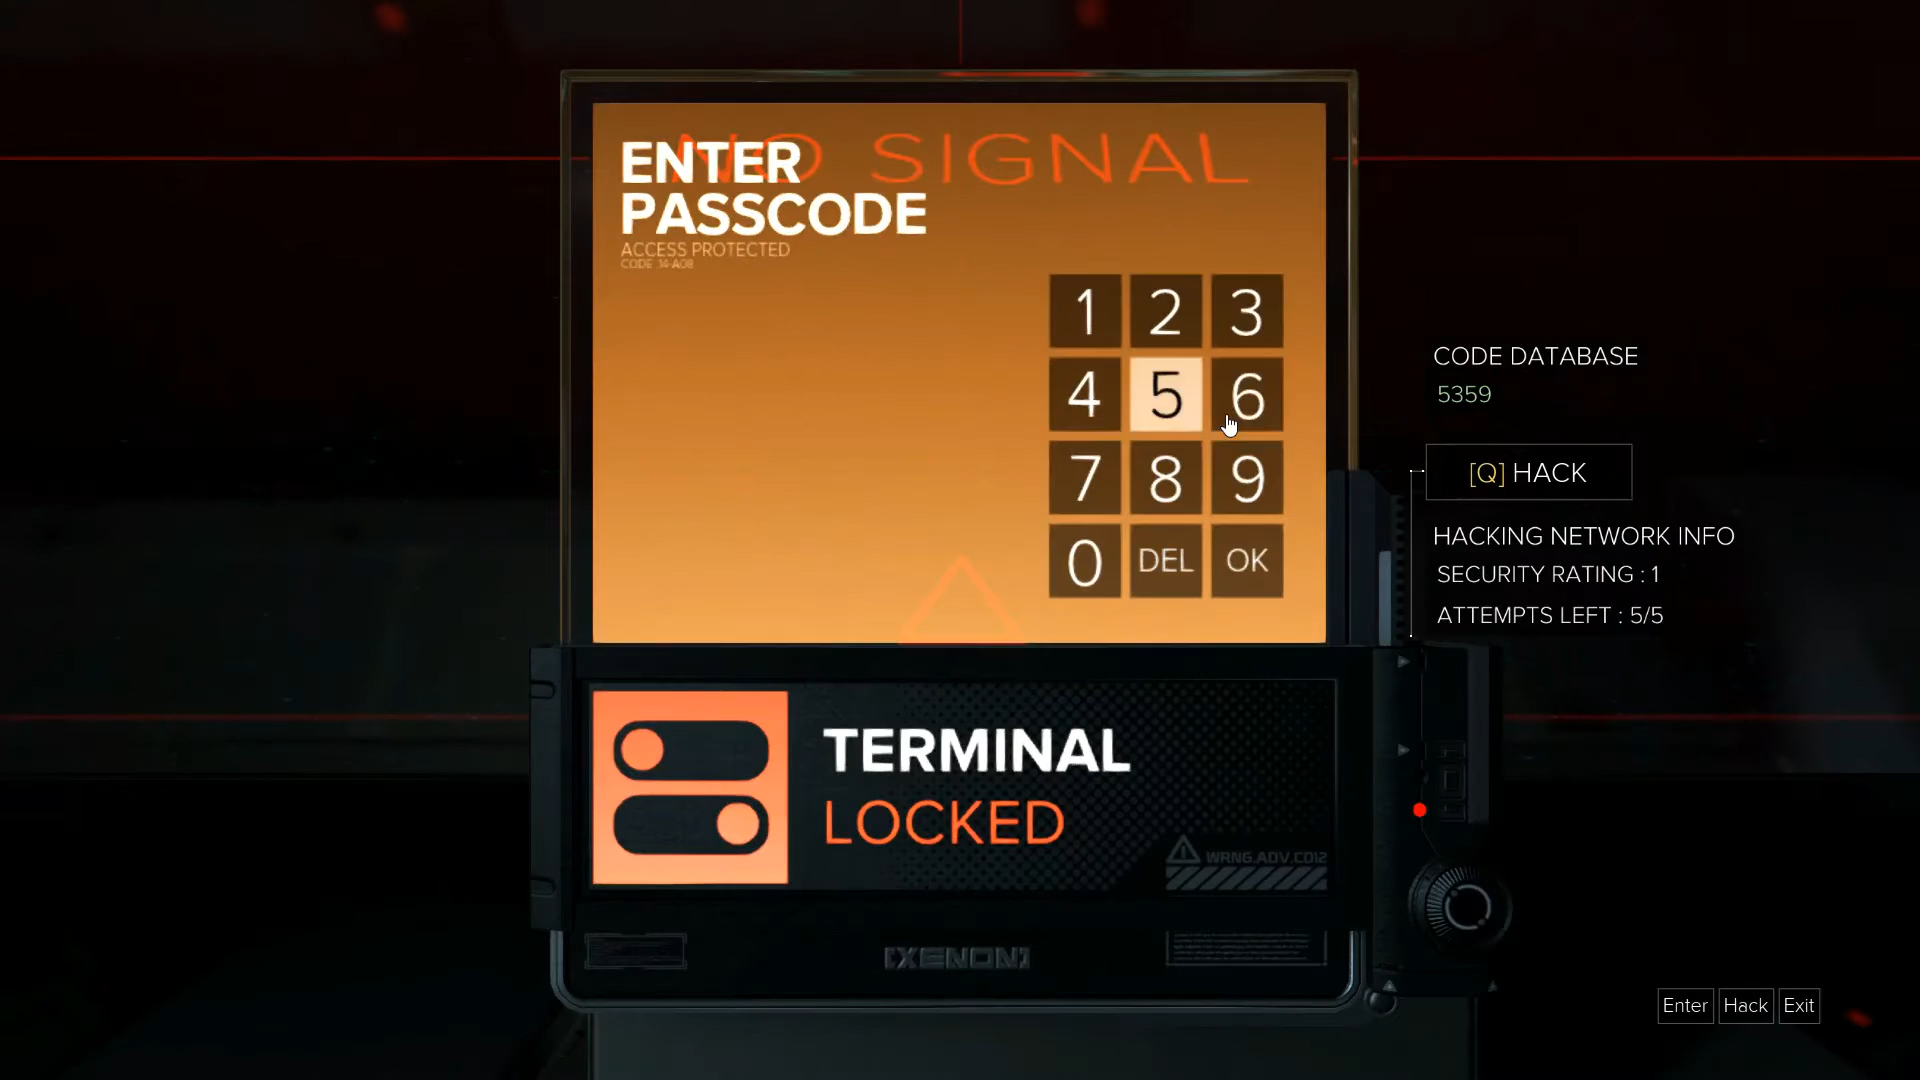 NO SIGNAL
ENTER
PASSCODE
ACCESS PROTECTED
CODE 14-A08
1 2 3
4 5 6
7 8 9
0 DEL OK
CODE DATABASE
5359
[Q] HACK
HACKING NETWORK INFO
SECURITY RATING : 1
ATTEMPTS LEFT : 5/5
TERMINAL
LOCKED
WRNG.ADV.CD12
[XENON]
Enter Hack Exit